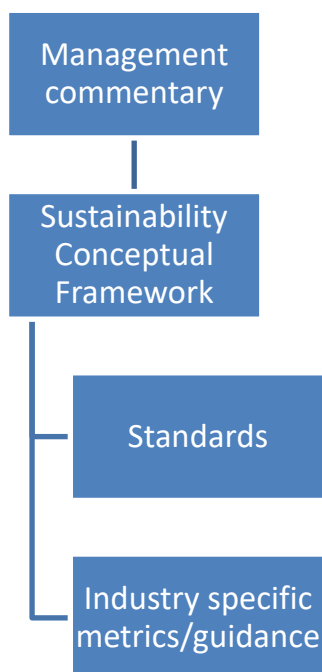 Management
commentary
Sustainability
Conceptual
Framework
Standards
Industry specific
metrics/guidance